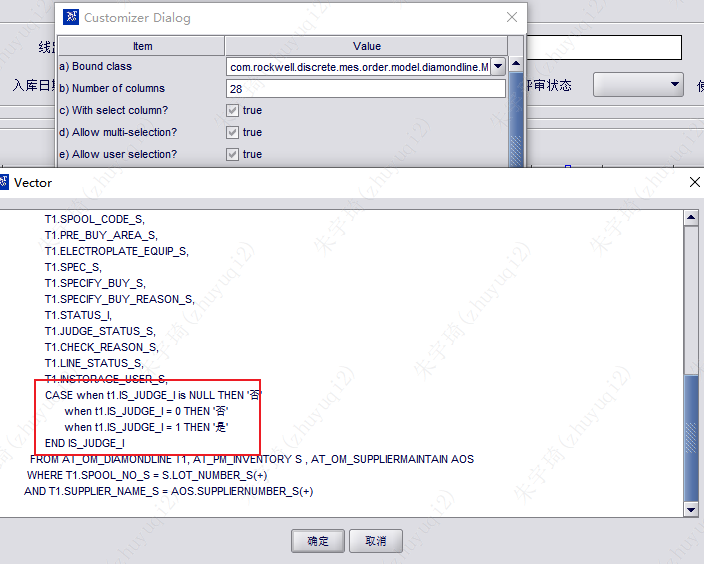 Customizer Dialog
Item Value
线
a) Bound class com.rockwell.discrete.mes.order.model.diamondline.M
入库日期 b) Number of columns 28 评审状态
c) With select column? true
d) Allow multi-selection? true
e) Allow user selection? true
Vector
T1.SPOOL_CODE_S,
T1.PRE_BUY_AREA_S,
T1.ELECTROPLATE_EQUIP_S,
T1.SPEC_S,
T1.SPECIFY_BUY_S,
T1.SPECIFY_BUY_REASON_S,
T1.STATUS_I,
T1.JUDGE_STATUS_S,
T1.CHECK_REASON_S,
T1.LINE_STATUS_S,
T1.INSTORAGE_USER_S,
CASE when t1.IS_JUDGE_I is NULL THEN '否'
when t1.IS_JUDGE_I = 0 THEN '否'
when t1.IS_JUDGE_I = 1 THEN '是'
END IS_JUDGE_I
FROM AT_OM_DIAMONDLINE T1, AT_PM_INVENTORY S , AT_OM_SUPPLIERMAINTAIN AOS
WHERE T1.SPOOL_NO_S = S.LOT_NUMBER_S(+)
AND T1.SUPPLIER_NAME_S = AOS.SUPPLIERNUMBER_S(+)
确定 取消
朱宇琦(zhuyuqi2)